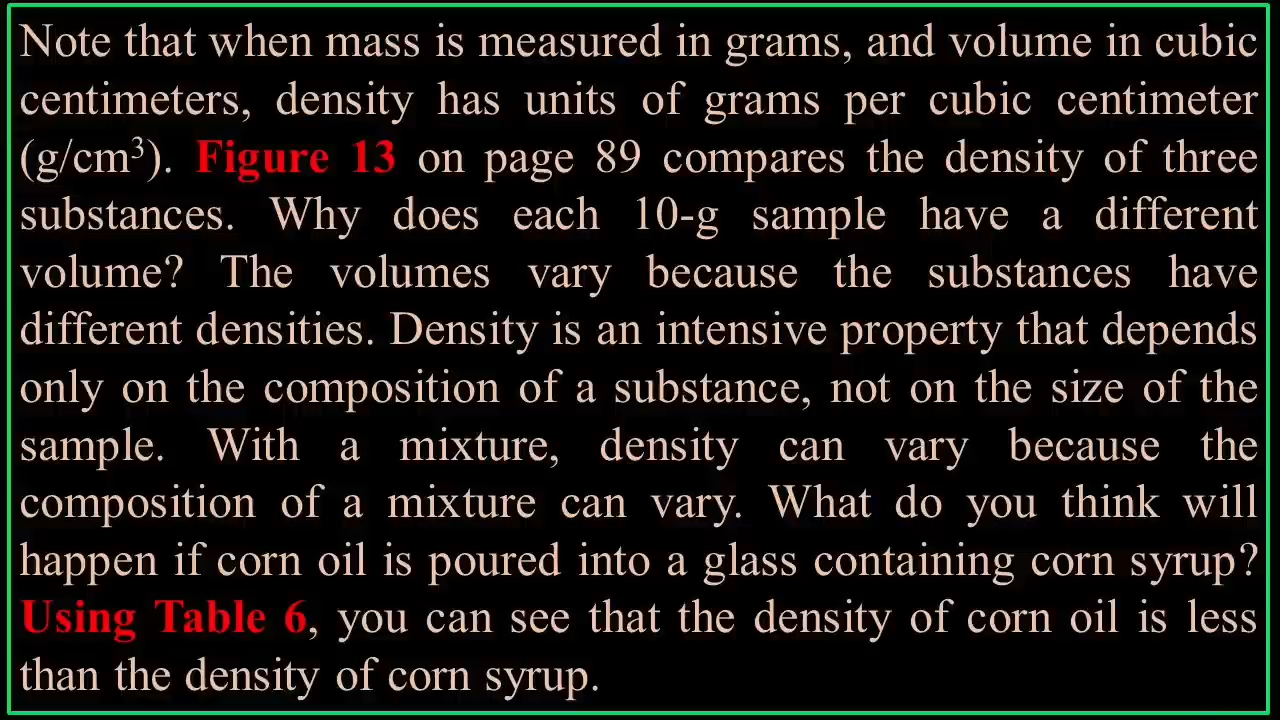 Note that when mass is measured in grams, and volume in cubic
centimeters, density has units of grams per cubic centimeter
(g/cm³). Figure 13 on page 89 compares the density of three
substances. Why does each 10-g sample have a different
volume? The volumes vary because the substances have
different densities. Density is an intensive property that depends
only on the composition of a substance, not on the size of the
sample. With a mixture, density can vary because the
composition of a mixture can vary. What do you think will
happen if corn oil is poured into a glass containing corn syrup?
Using Table 6, you can see that the density of corn oil is less
than the density of corn syrup.